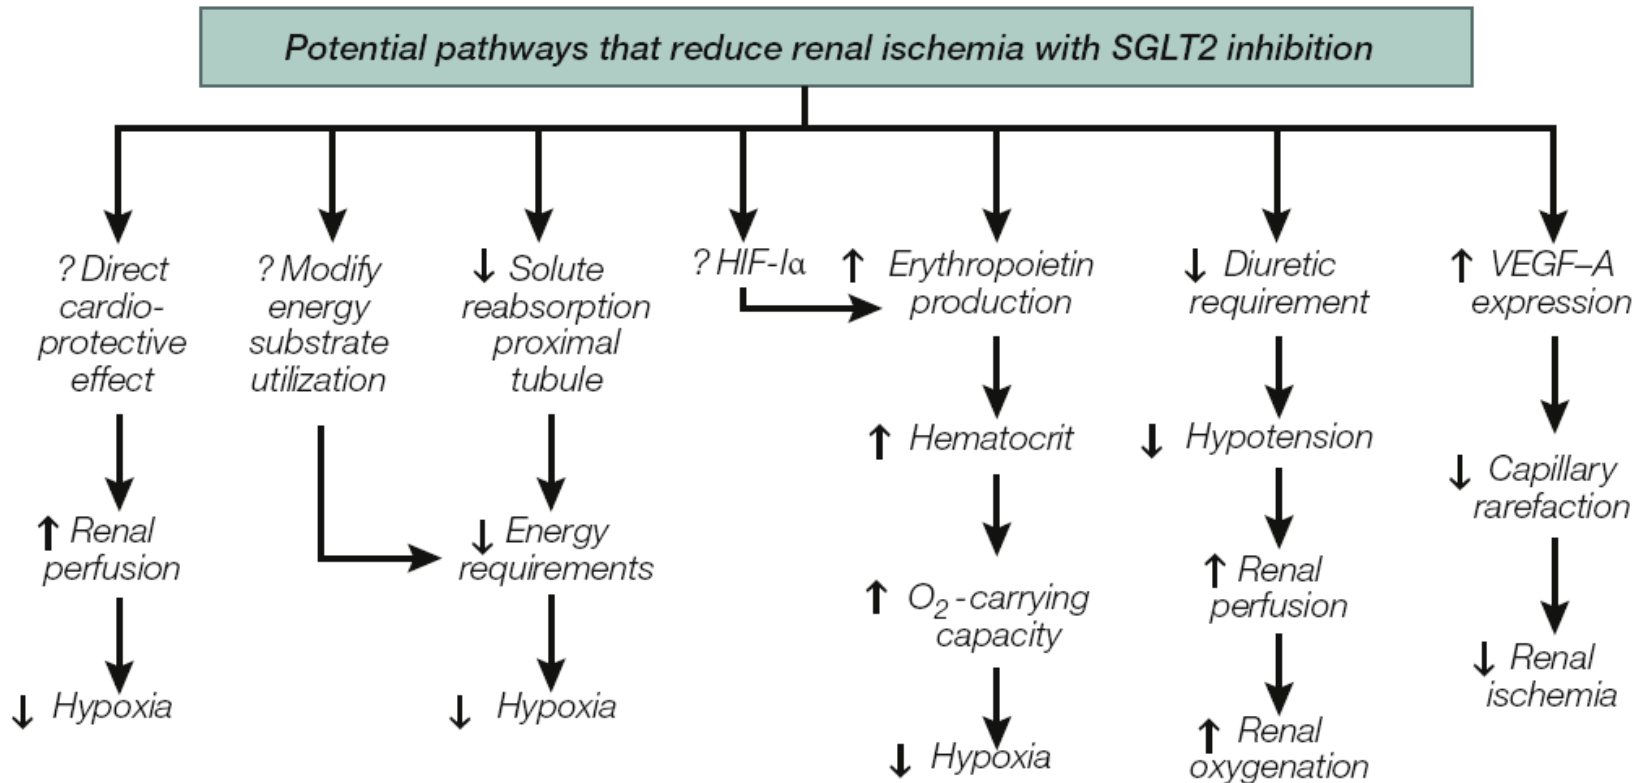 Potential pathways that reduce renal ischemia with SGLT2 inhibition
? Direct
cardio-
protective
effect
↑ Renal
perfusion
↓ Hypoxia
? Modify
energy
substrate
utilization
↓ Solute
reabsorption
proximal
tubule
↓ Energy
requirements
↓ Hypoxia
? HIF-Iα
↑ Erythropoietin
production
↑ Hematocrit
↑ O₂-carrying
capacity
↓ Hypoxia
↓ Diuretic
requirement
↓ Hypotension
↑ Renal
perfusion
↑ Renal
oxygenation
↑ VEGF–A
expression
↓ Capillary
rarefaction
↓ Renal
ischemia